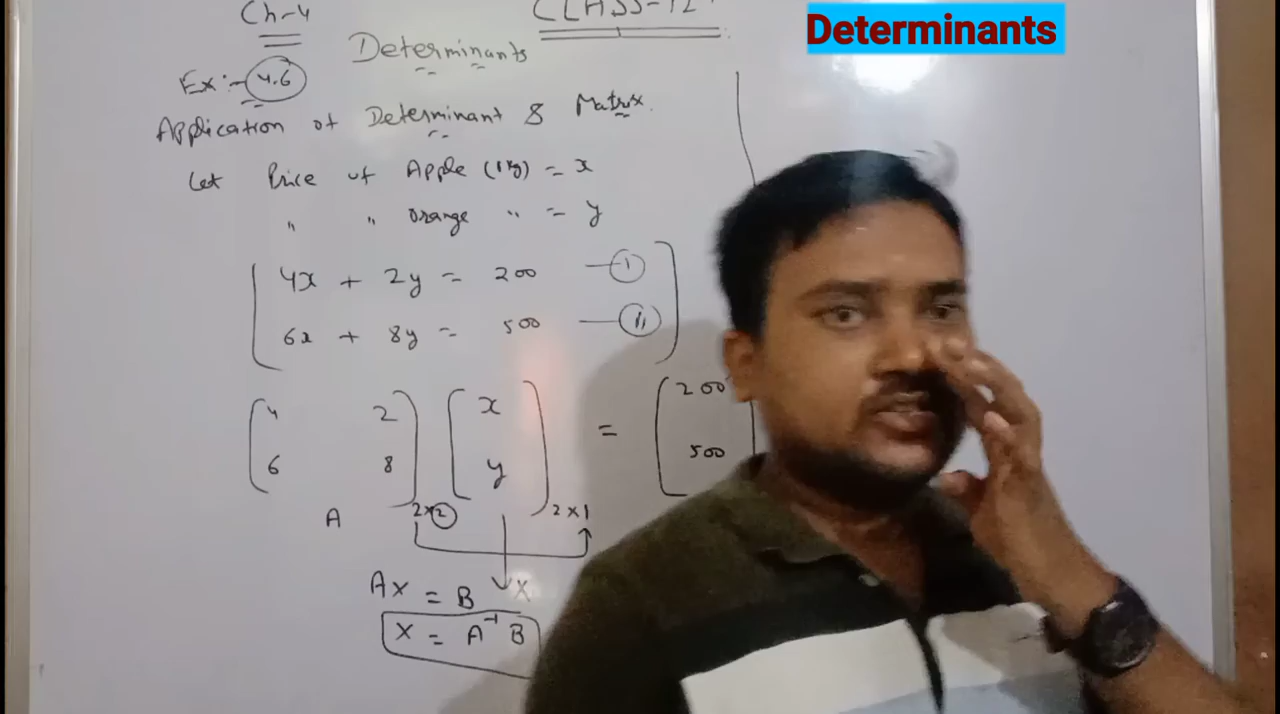 Ch-4
CLASS-12
Determinants
Determinants
Ex:- 4.6
Application of Determinant & Matrix.
Let Price of Apple (1kg) = x
" " Orange " = y
4x + 2y = 200 — (i)
6x + 8y = 500 — (ii)
[4 2] [x] = [200
[6 8] [y] [500
A 2×2 2×1
AX = B X
X = A⁻¹ B